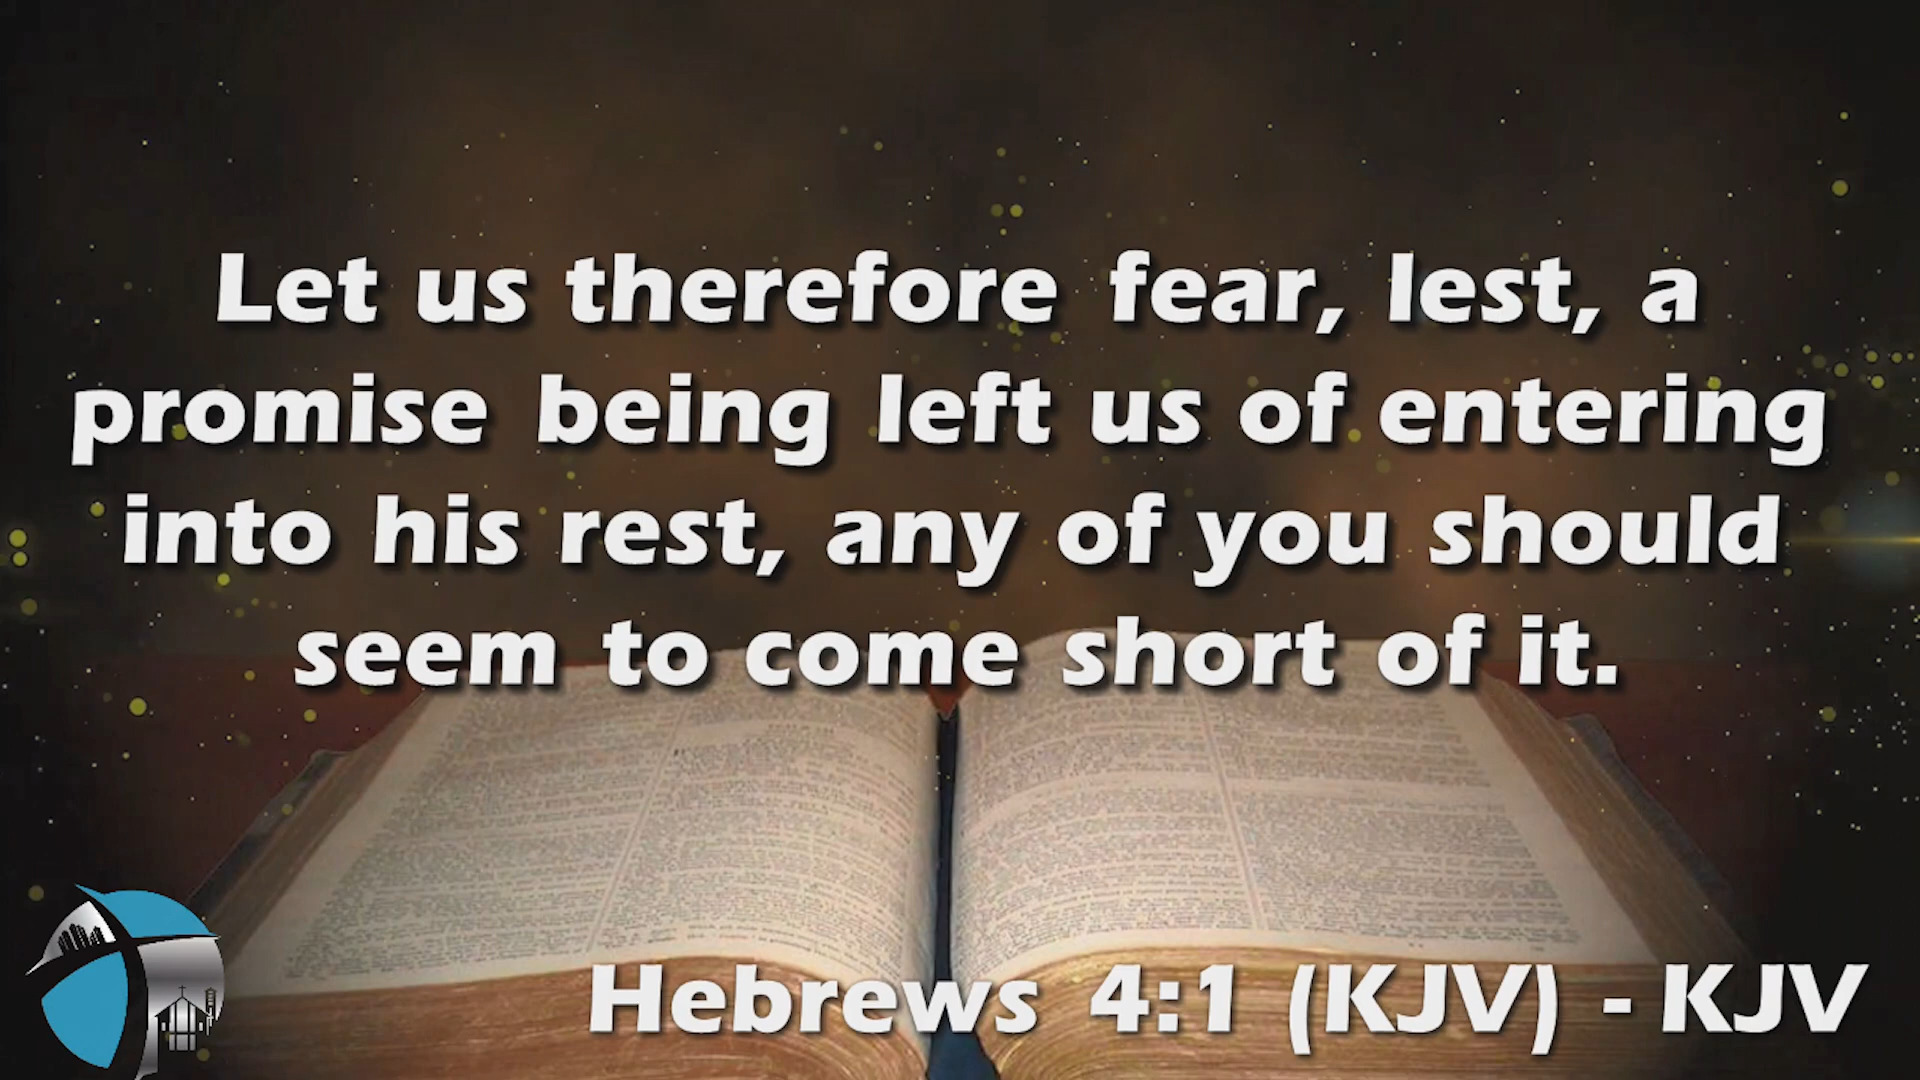 Let us therefore fear, lest, a
promise being left us of entering
into his rest, any of you should
seem to come short of it.
Hebrews 4:1 (KJV) - KJV